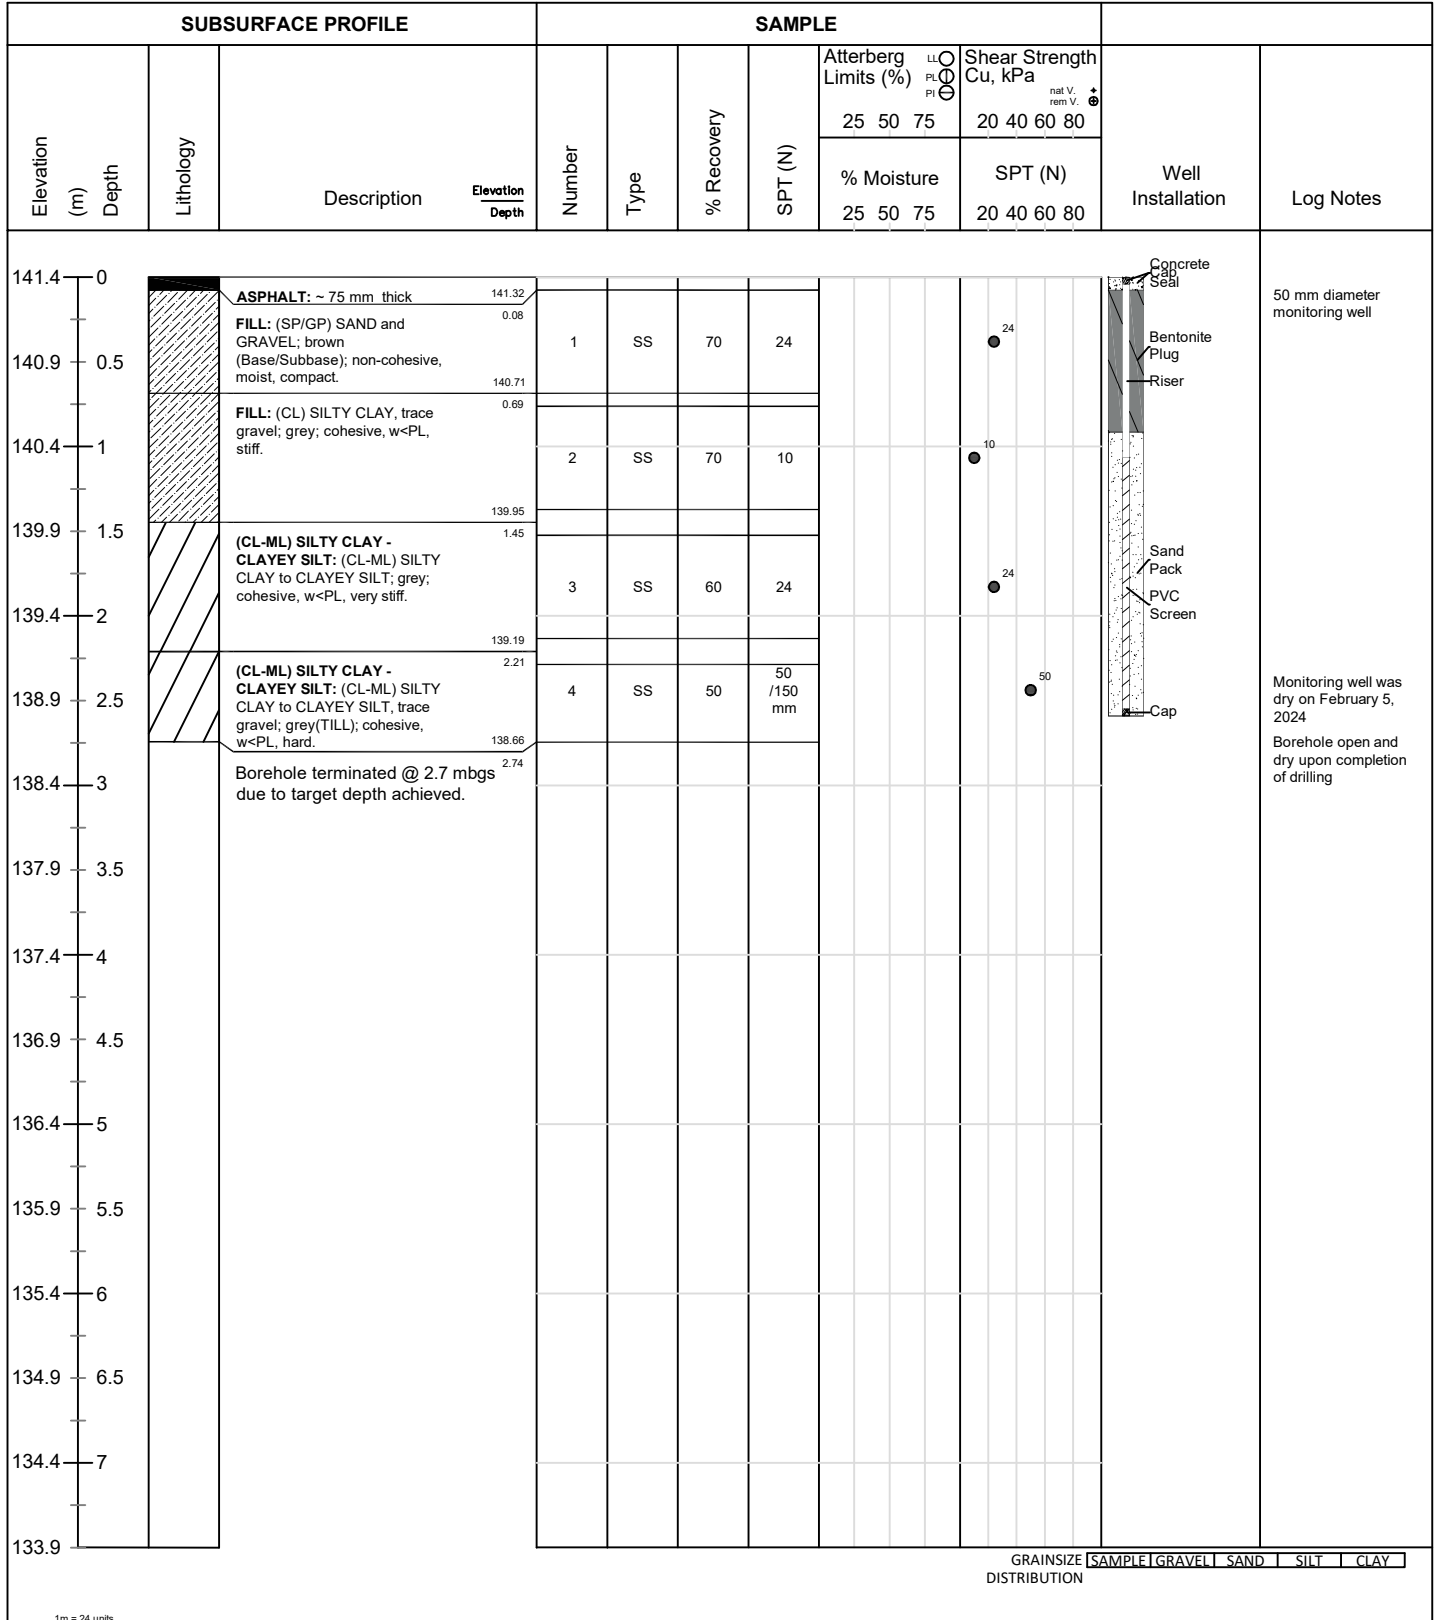 SUBSURFACE PROFILE
SAMPLE
Elevation
(m)
Depth
Lithology
Description
Elevation
Depth
Number
Type
% Recovery
SPT (N)
Atterberg
Limits (%)
LL
PL
PI
25 50 75
% Moisture
25 50 75
Shear Strength
Cu, kPa
nat V.
rem V.
20 40 60 80
SPT (N)
20 40 60 80
Well
Installation
Log Notes
141.4 0
140.9 0.5
140.4 1
139.9 1.5
139.4 2
138.9 2.5
138.4 3
137.9 3.5
137.4 4
136.9 4.5
136.4 5
135.9 5.5
135.4 6
134.9 6.5
134.4 7
133.9
ASPHALT: ~ 75 mm thick
141.32
0.08
FILL: (SP/GP) SAND and
GRAVEL; brown
(Base/Subbase); non-cohesive,
moist, compact.
140.71
0.69
FILL: (CL) SILTY CLAY, trace
gravel; grey; cohesive, w<PL,
stiff.
139.95
1.45
(CL-ML) SILTY CLAY -
CLAYEY SILT: (CL-ML) SILTY
CLAY to CLAYEY SILT; grey;
cohesive, w<PL, very stiff.
139.19
2.21
(CL-ML) SILTY CLAY -
CLAYEY SILT: (CL-ML) SILTY
CLAY to CLAYEY SILT, trace
gravel; grey(TILL); cohesive,
w<PL, hard.
138.66
2.74
Borehole terminated @ 2.7 mbgs
due to target depth achieved.
1 SS 70 24
24
2 SS 70 10
10
3 SS 60 24
24
4 SS 50 50
/150
mm
50
Concrete
Cap
Seal
Bentonite
Plug
Riser
Sand
Pack
PVC
Screen
Cap
50 mm diameter
monitoring well
Monitoring well was
dry on February 5,
2024
Borehole open and
dry upon completion
of drilling
GRAINSIZE
DISTRIBUTION
SAMPLE GRAVEL SAND SILT CLAY
1m = 24 units